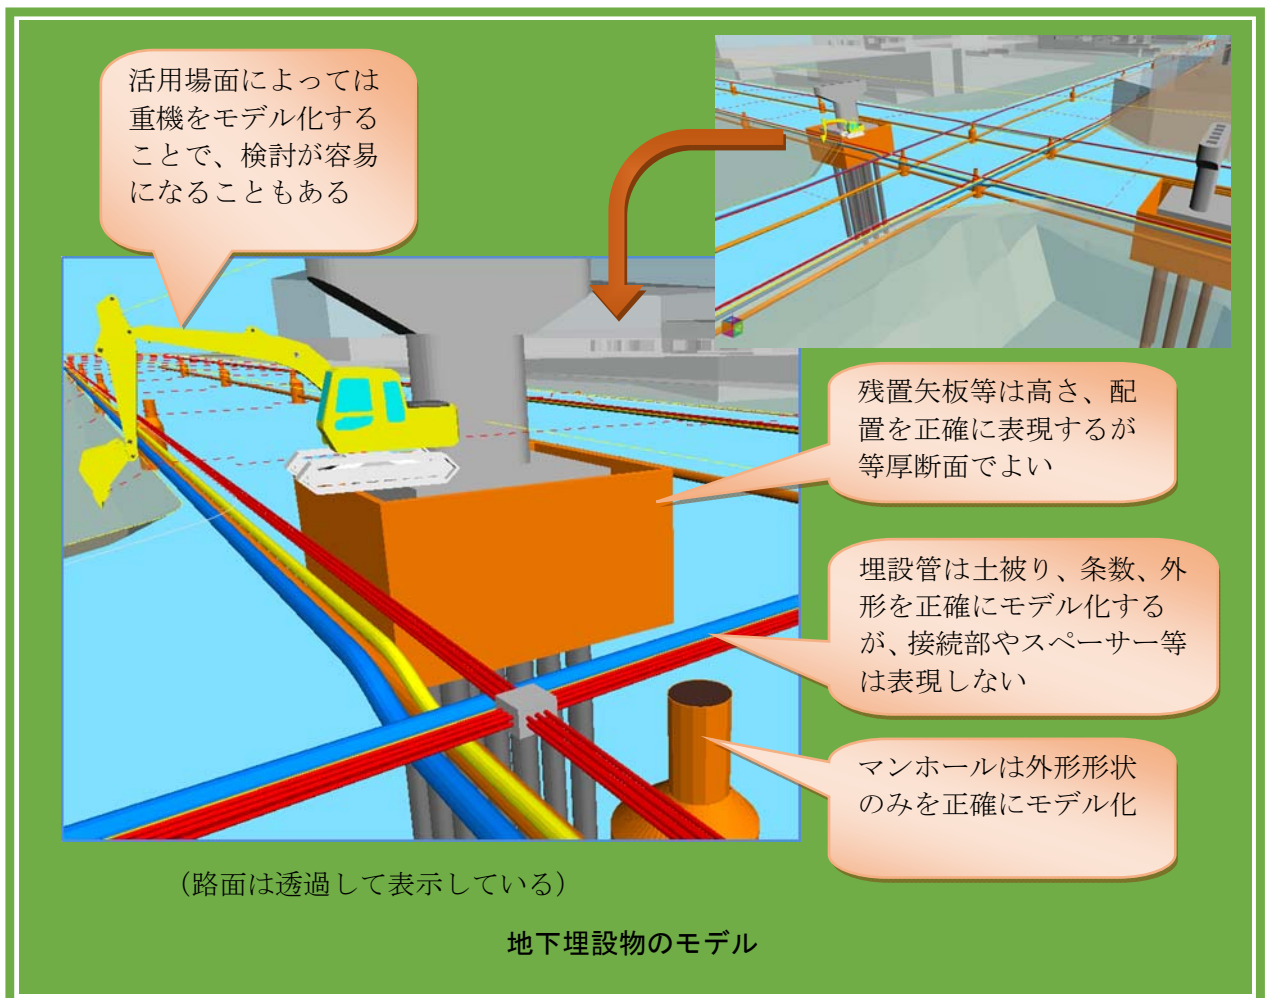 活用場面によっては
重機をモデル化する
ことで、検討が容易
になることもある
残置矢板等は高さ、配
置を正確に表現するが
等厚断面でよい
埋設管は土被り、条数、外
形を正確にモデル化する
が、接続部やスペーサー等
は表現しない
マンホールは外形形状
のみを正確にモデル化
（路面は透過して表示している）
地下埋設物のモデル